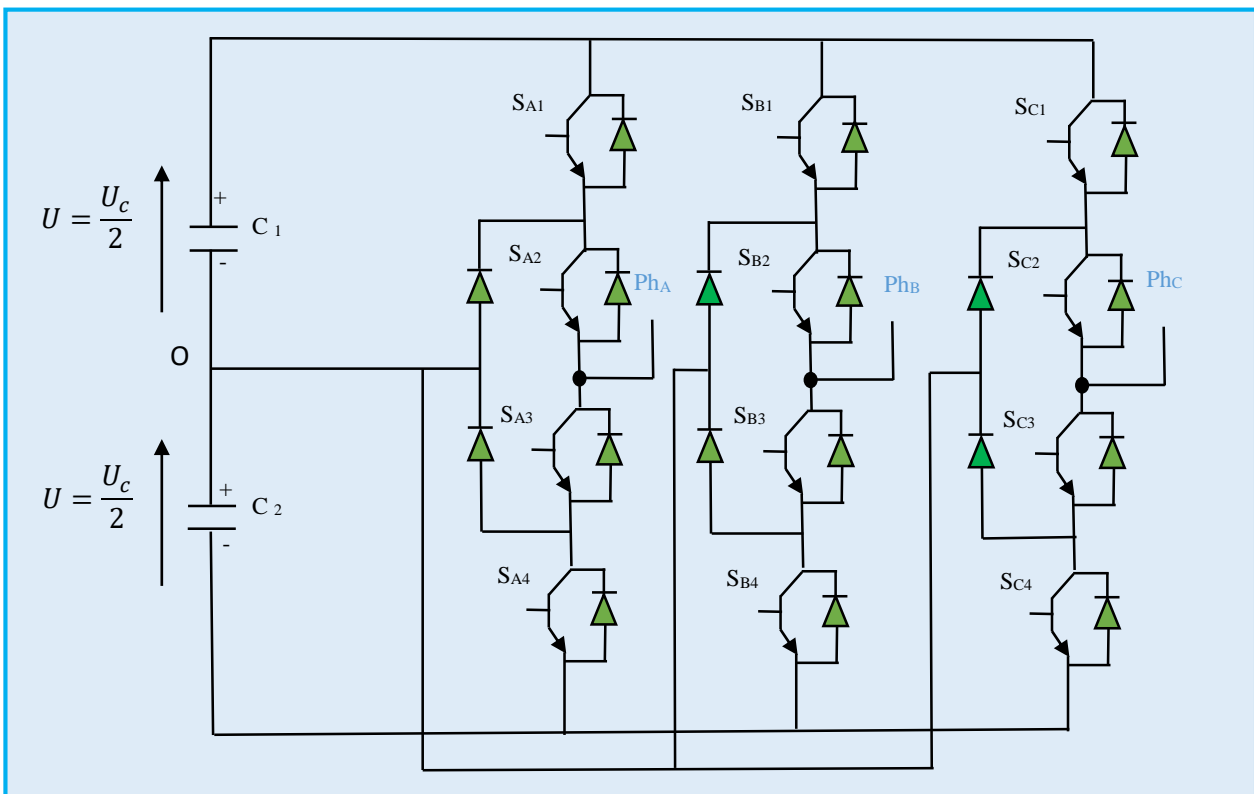 S_A1
S_B1
S_C1
U = U_c/2
+
C 1
-
S_A2
Ph_A
S_B2
Ph_B
S_C2
Ph_C
O
S_A3
S_B3
S_C3
U = U_c/2
+
C 2
-
S_A4
S_B4
S_C4